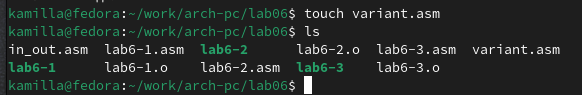 kamilla@fedora:~/work/arch-pc/lab06$ touch variant.asm
kamilla@fedora:~/work/arch-pc/lab06$ ls
in_out.asm  lab6-1.asm  lab6-2      lab6-2.o  lab6-3.asm  variant.asm
lab6-1      lab6-1.o    lab6-2.asm  lab6-3    lab6-3.o
kamilla@fedora:~/work/arch-pc/lab06$